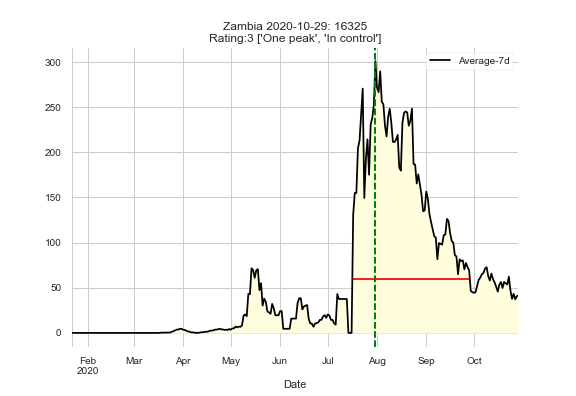 Zambia 2020-10-29: 16325
Rating:3 ['One peak', 'In control']
Average-7d
300
250
200
150
100
50
0
Feb Mar Apr May Jun Jul Aug Sep Oct
2020
Date